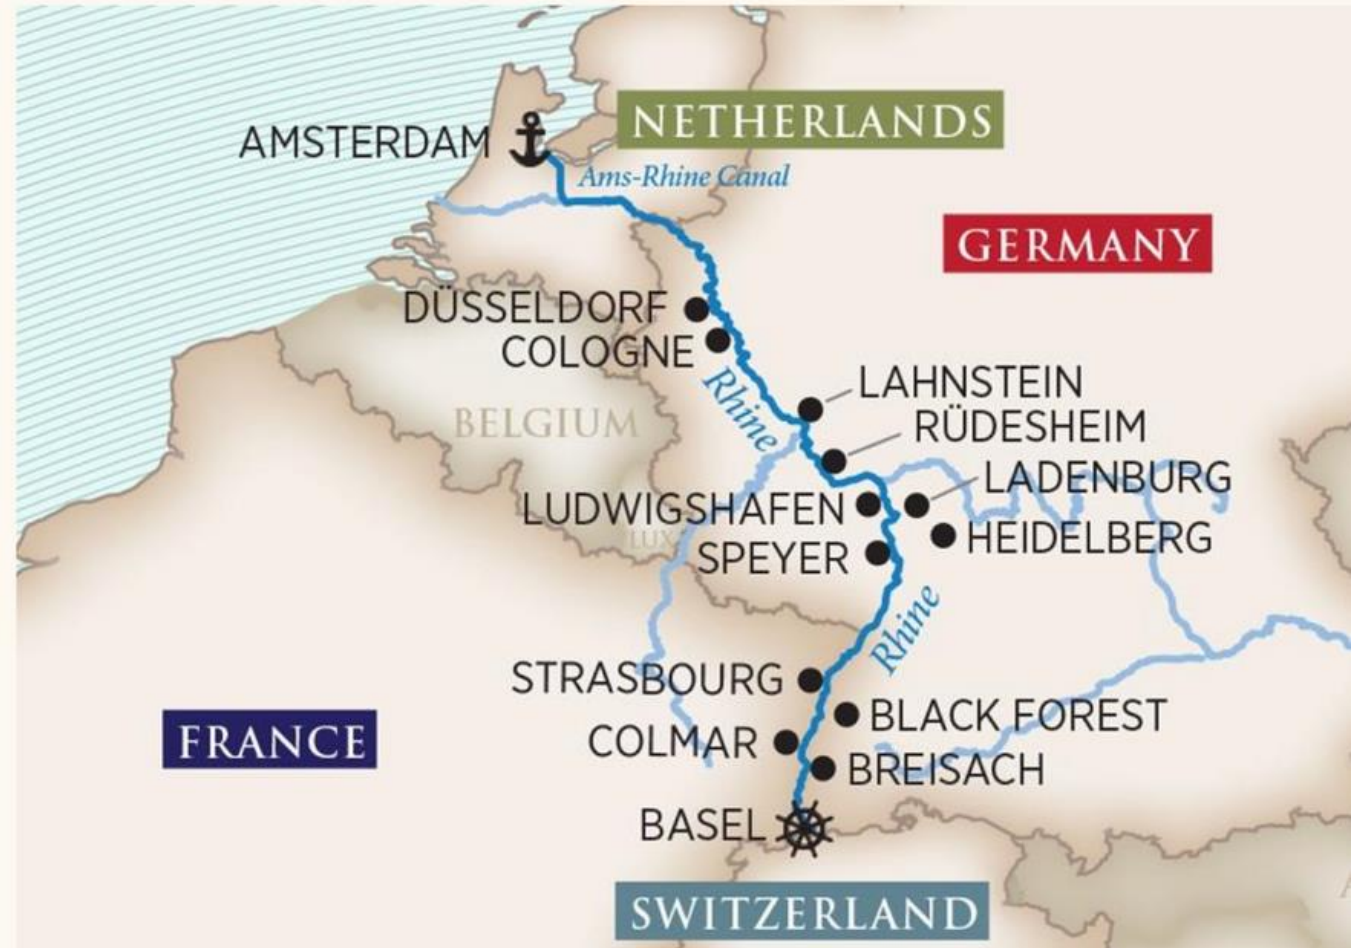 NETHERLANDS
AMSTERDAM
Ams-Rhine Canal
GERMANY
DÜSSELDORF
COLOGNE
LAHNSTEIN
Rhine
BELGIUM
RÜDESHEIM
LADENBURG
LUDWIGSHAFEN
HEIDELBERG
LUX
SPEYER
Rhine
STRASBOURG
BLACK FOREST
FRANCE
COLMAR
BREISACH
BASEL
SWITZERLAND